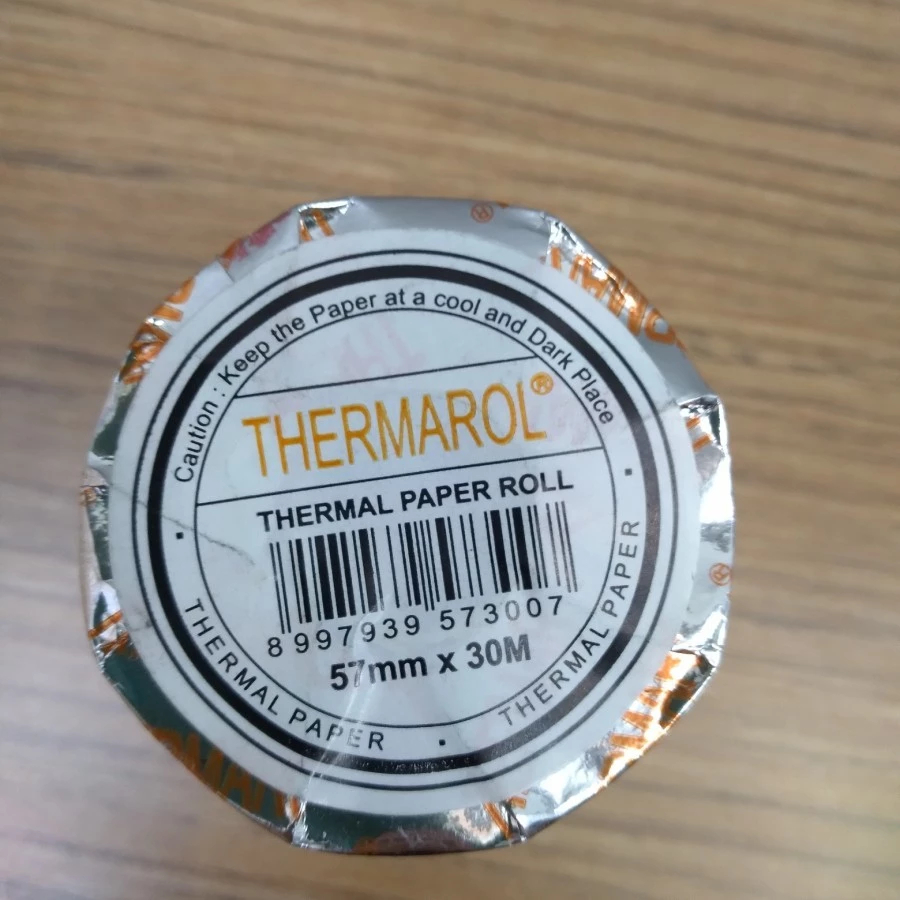 Caution : Keep the Paper at a cool and Dark Place
THERMAROL®
THERMAL PAPER ROLL
8 997939 573007
57mm x 30M
THERMAL PAPER
THERMAL PAPER